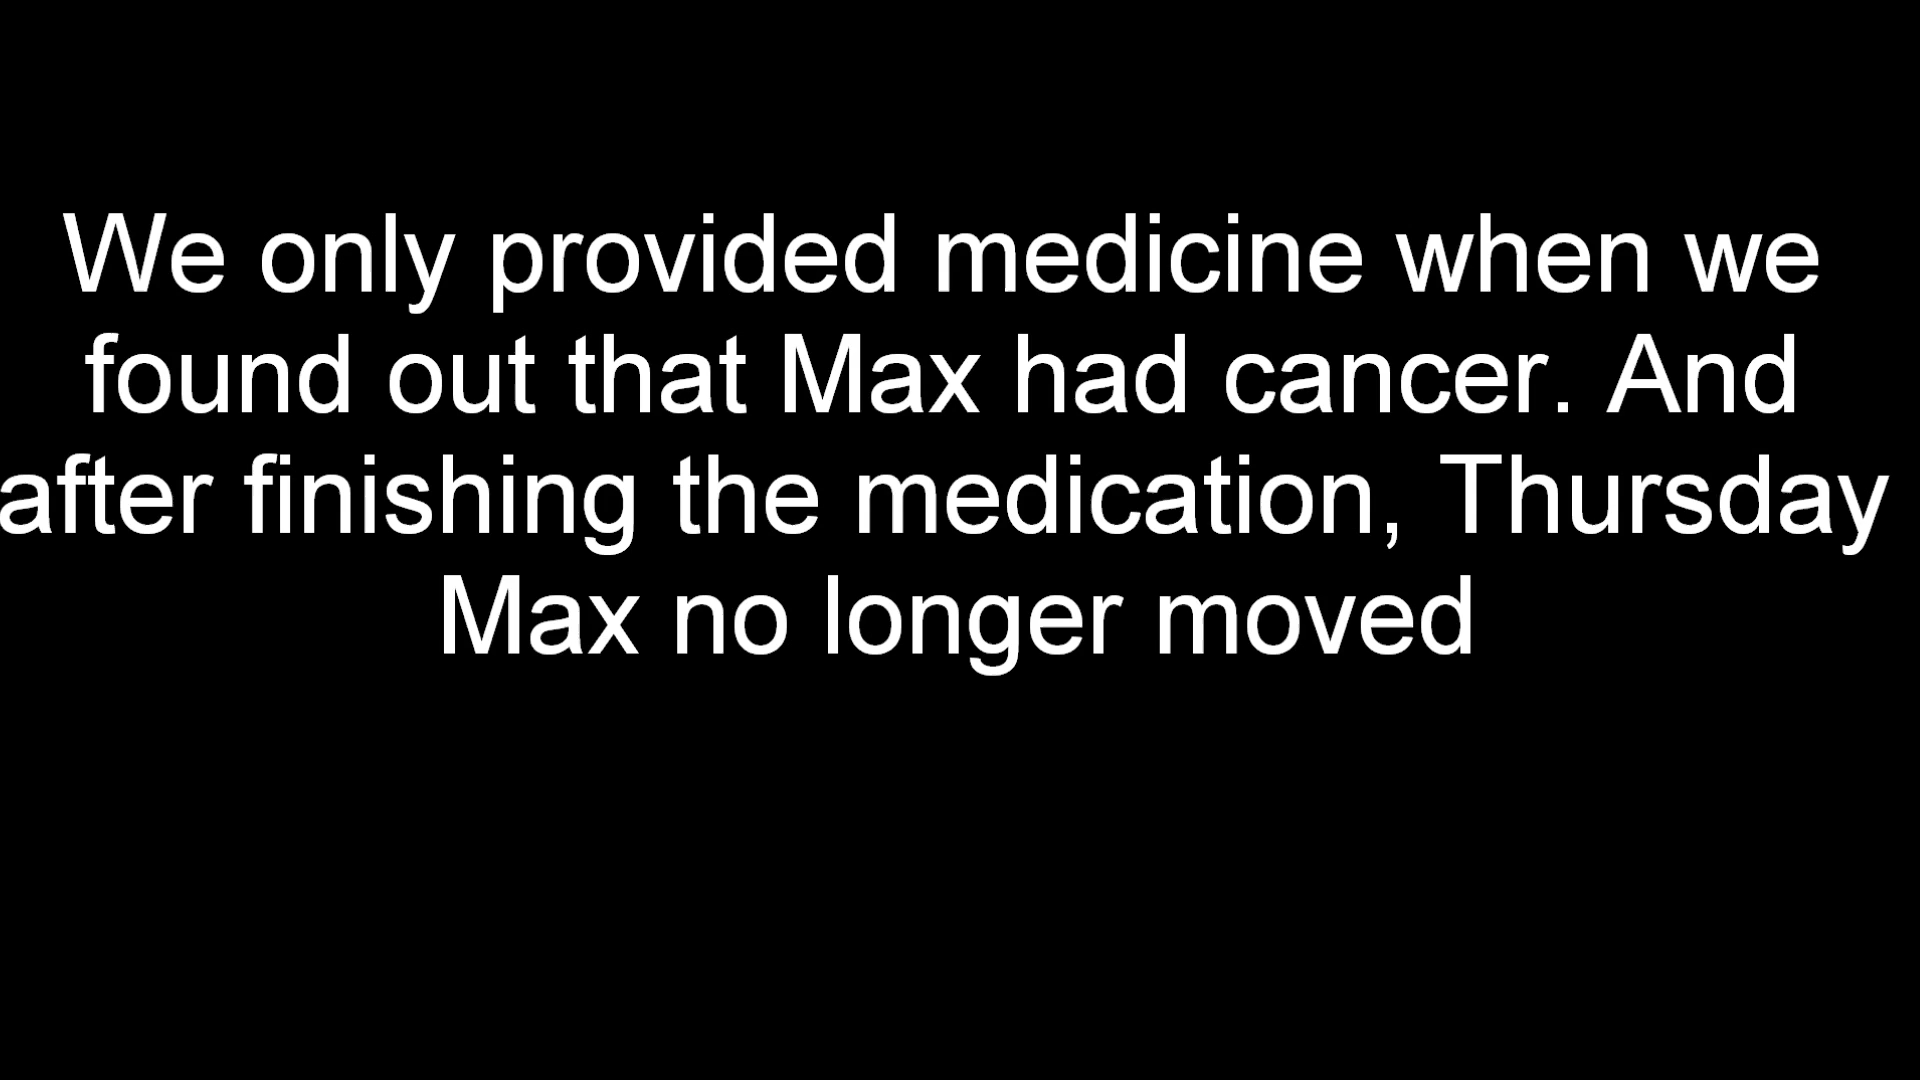 We only provided medicine when we
found out that Max had cancer. And
after finishing the medication, Thursday
Max no longer moved